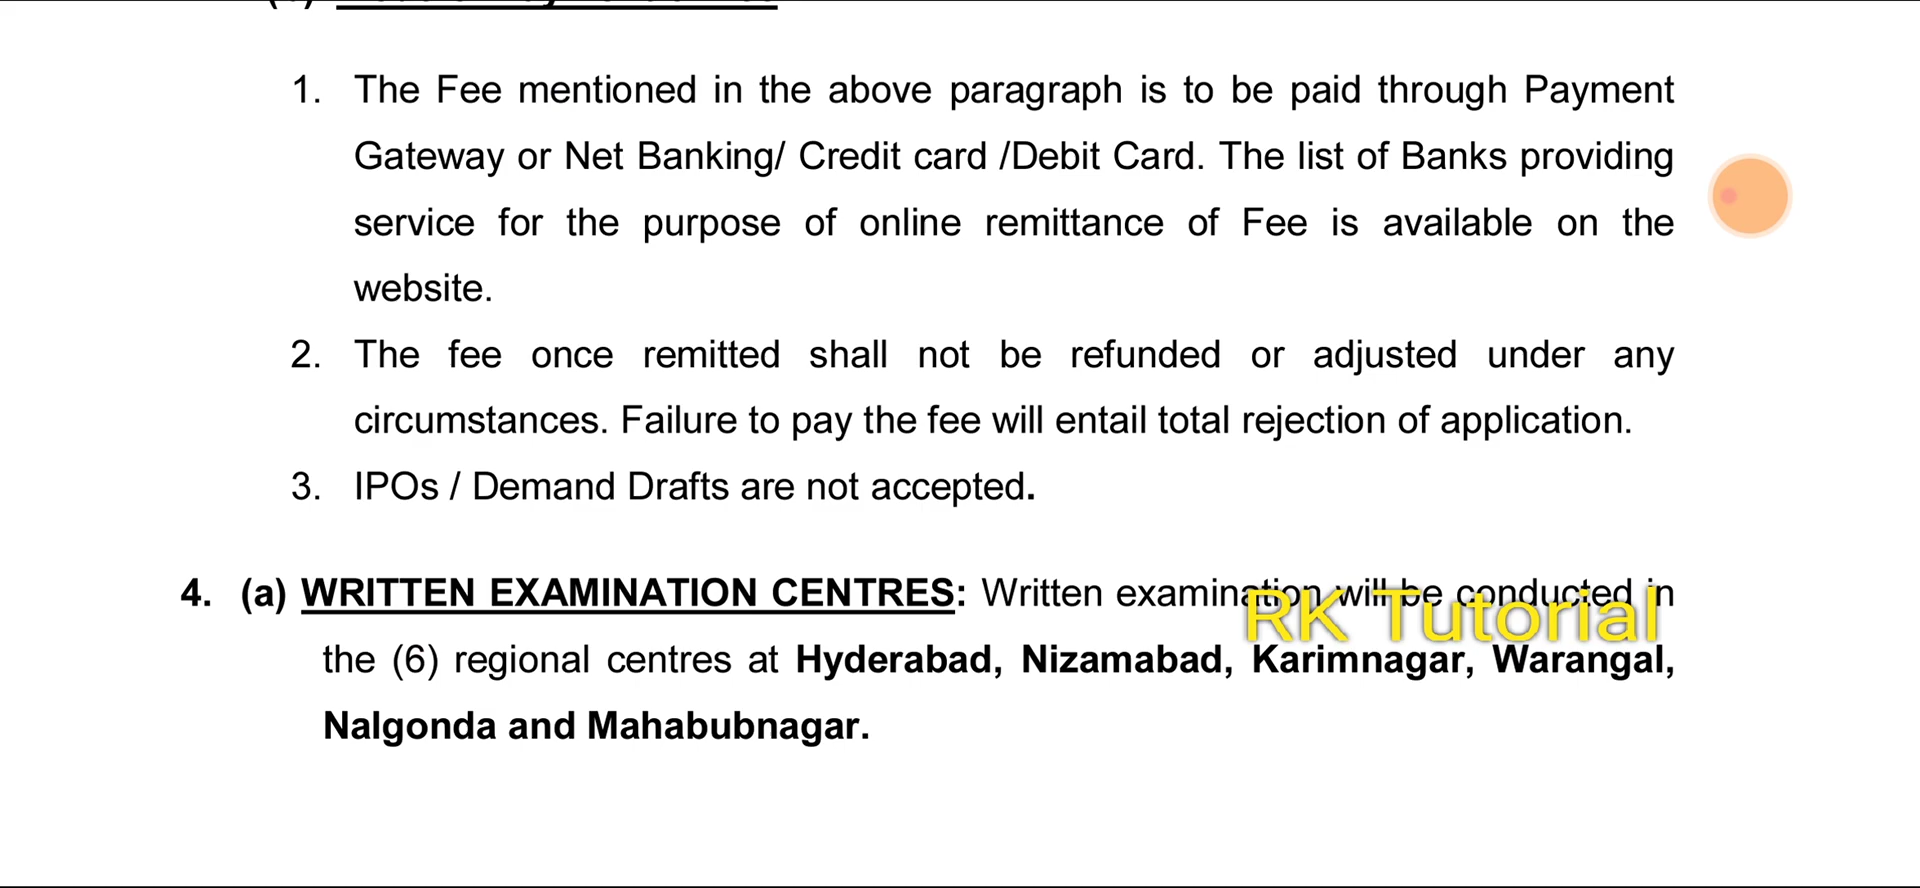 1. The Fee mentioned in the above paragraph is to be paid through Payment
Gateway or Net Banking/ Credit card /Debit Card. The list of Banks providing
service for the purpose of online remittance of Fee is available on the
website.
2. The fee once remitted shall not be refunded or adjusted under any
circumstances. Failure to pay the fee will entail total rejection of application.
3. IPOs / Demand Drafts are not accepted.
4. (a) WRITTEN EXAMINATION CENTRES: Written examination will be conducted in
RK Tutorial
the (6) regional centres at Hyderabad, Nizamabad, Karimnagar, Warangal,
Nalgonda and Mahabubnagar.